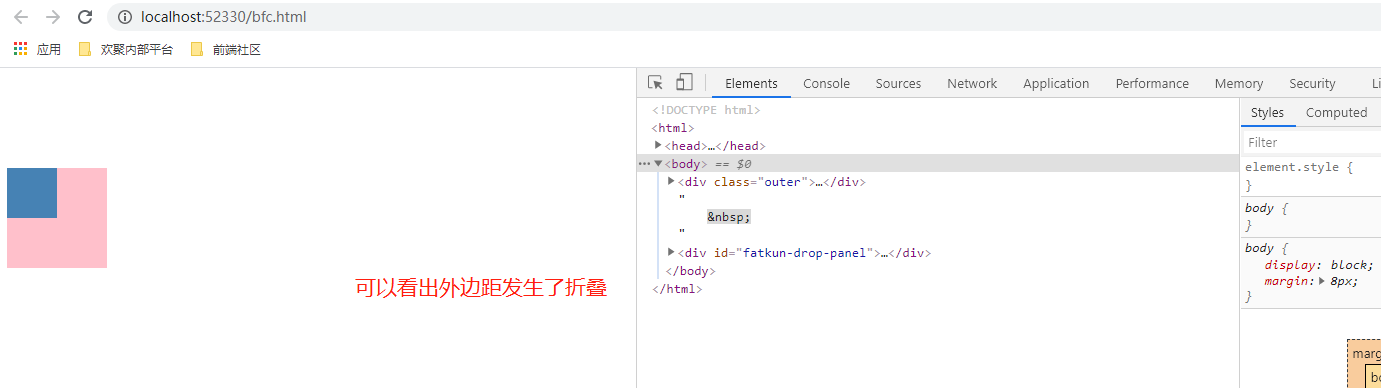 localhost:52330/bfc.html
应用 欢聚内部平台 前端社区
Elements Console Sources Network Application Performance Memory Security Li
<!DOCTYPE html>
<html>
<head>…</head>
<body> == $0
<div class="outer">…</div>
"
&nbsp;
"
<div id="fatkun-drop-panel">…</div>
</body>
</html>
Styles Computed
Filter
element.style {
}
body {
}
body {
display: block;
margin: 8px;
}
marg
bo
可以看出外边距发生了折叠